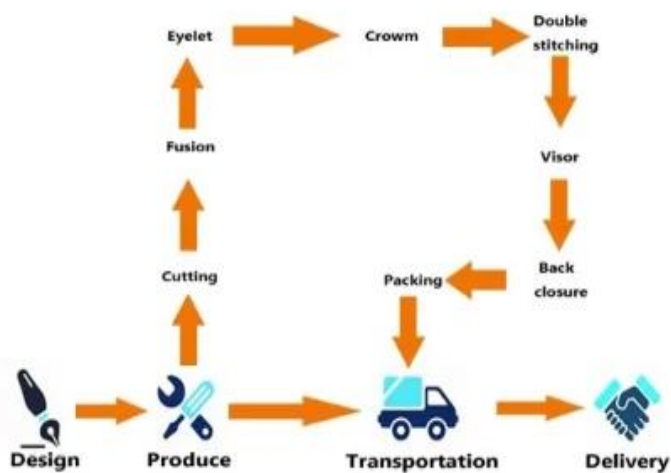 Eyelet
Crowm
Double
stitching
Fusion
Visor
Cutting
Packing
Back
closure
Design
Produce
Transportation
Delivery